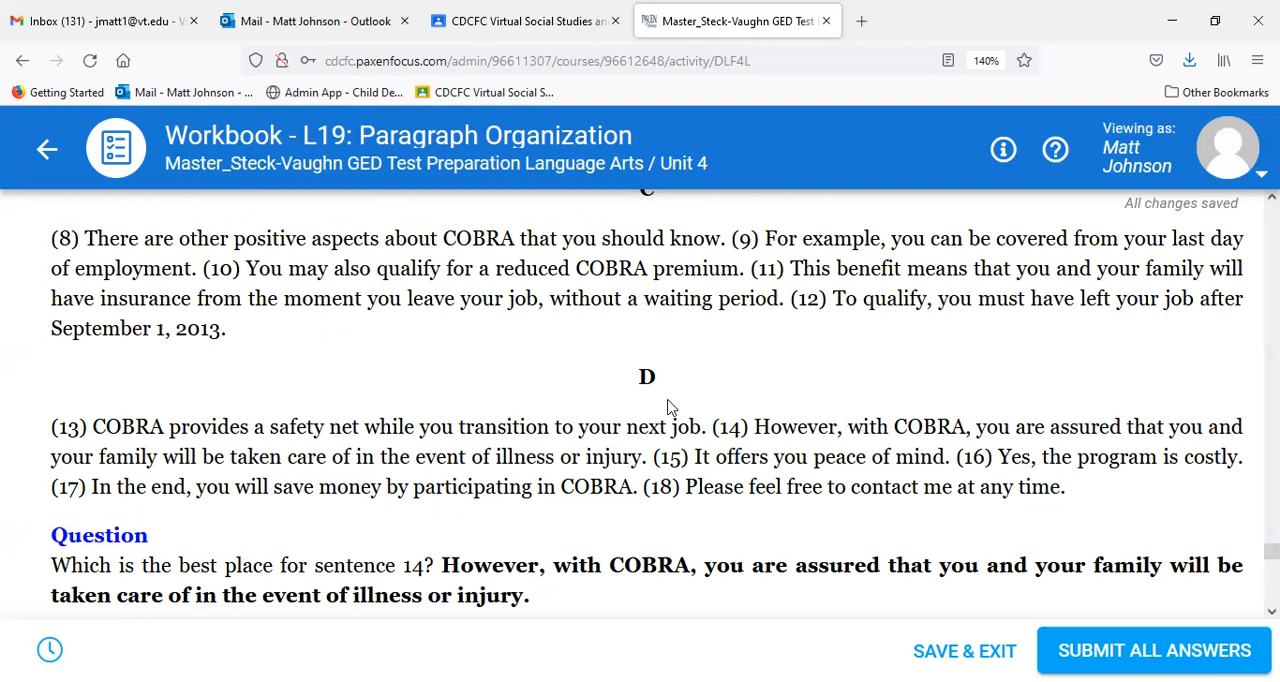 Inbox (131) - jmatt1@vt.edu - V
Mail - Matt Johnson - Outlook
CDCFC Virtual Social Studies an
PAXEN Master_Steck-Vaughn GED Test
cdcfc.paxenfocus.com/admin/96611307/courses/96612648/activity/DLF4L
140%
Getting Started
Mail - Matt Johnson - ...
Admin App - Child De...
CDCFC Virtual Social S...
Other Bookmarks
Workbook - L19: Paragraph Organization
Master_Steck-Vaughn GED Test Preparation Language Arts / Unit 4
Viewing as:
Matt
Johnson
C
All changes saved
(8) There are other positive aspects about COBRA that you should know. (9) For example, you can be covered from your last day
of employment. (10) You may also qualify for a reduced COBRA premium. (11) This benefit means that you and your family will
have insurance from the moment you leave your job, without a waiting period. (12) To qualify, you must have left your job after
September 1, 2013.
D
(13) COBRA provides a safety net while you transition to your next job. (14) However, with COBRA, you are assured that you and
your family will be taken care of in the event of illness or injury. (15) It offers you peace of mind. (16) Yes, the program is costly.
(17) In the end, you will save money by participating in COBRA. (18) Please feel free to contact me at any time.
Question
Which is the best place for sentence 14? However, with COBRA, you are assured that you and your family will be
taken care of in the event of illness or injury.
SAVE & EXIT
SUBMIT ALL ANSWERS